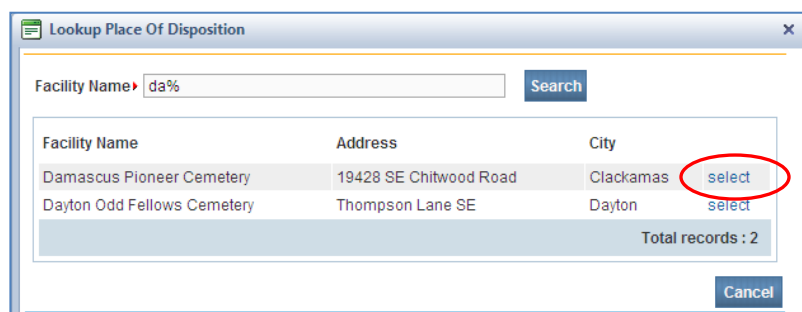 Lookup Place Of Disposition
Facility Name da% Search
Facility Name Address City
Damascus Pioneer Cemetery 19428 SE Chitwood Road Clackamas select
Dayton Odd Fellows Cemetery Thompson Lane SE Dayton select
Total records : 2
Cancel